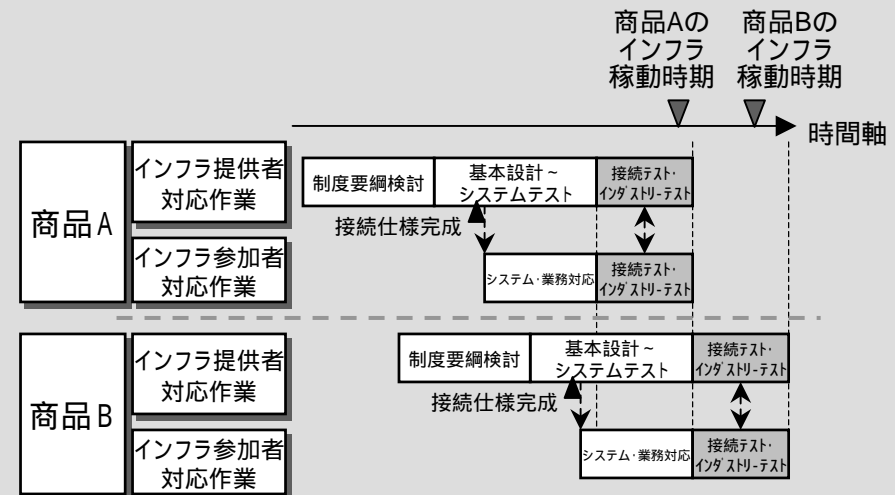 商品Aの
インフラ
稼動時期
商品Bの
インフラ
稼動時期
時間軸
商品A
インフラ提供者
対応作業
制度要綱検討
基本設計~
システムテスト
接続ﾃｽﾄ･
ｲﾝﾀﾞｽﾄﾘｰﾃｽﾄ
接続仕様完成
インフラ参加者
対応作業
システム･業務対応
接続ﾃｽﾄ･
ｲﾝﾀﾞｽﾄﾘｰﾃｽﾄ
商品B
インフラ提供者
対応作業
制度要綱検討
基本設計~
システムテスト
接続ﾃｽﾄ･
ｲﾝﾀﾞｽﾄﾘｰﾃｽﾄ
接続仕様完成
インフラ参加者
対応作業
システム･業務対応
接続ﾃｽﾄ･
ｲﾝﾀﾞｽﾄﾘｰﾃｽﾄ